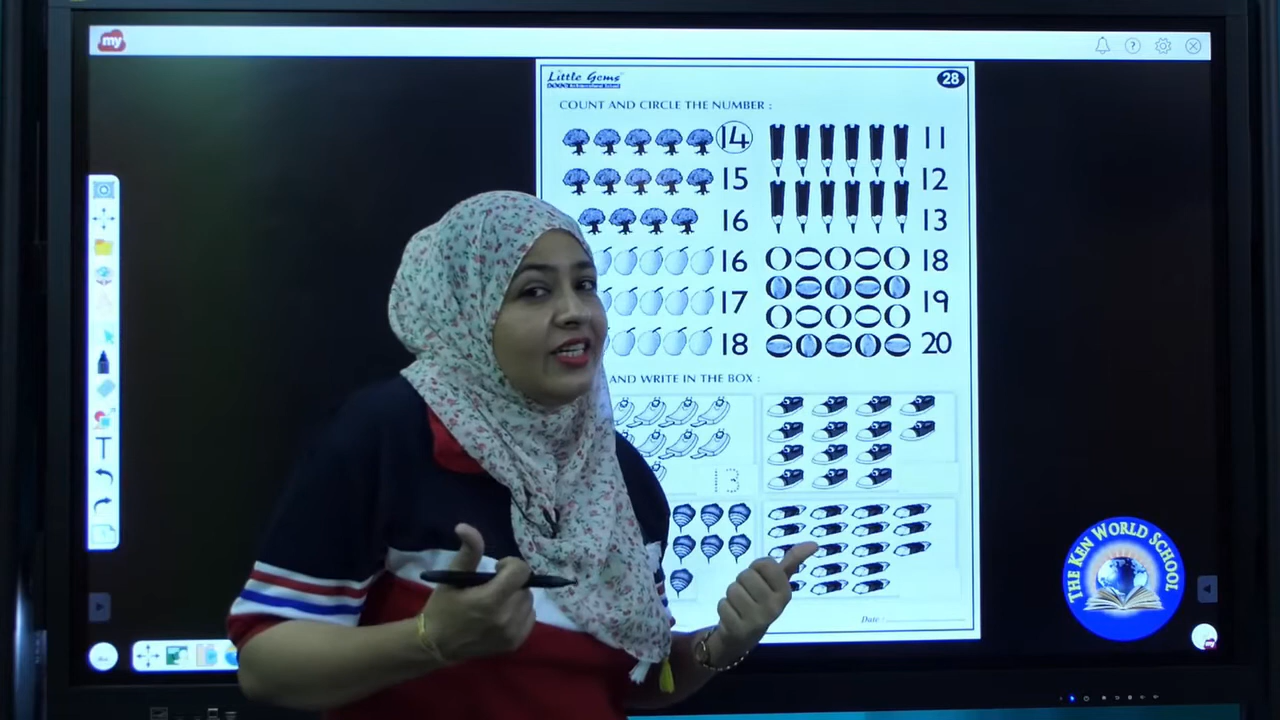 my
Little Gems
28
COUNT AND CIRCLE THE NUMBER :
14
15
16
16
17
18
11
12
13
18
19
20
AND WRITE IN THE BOX :
13
Date :
THE KEN WORLD SCHOOL
T